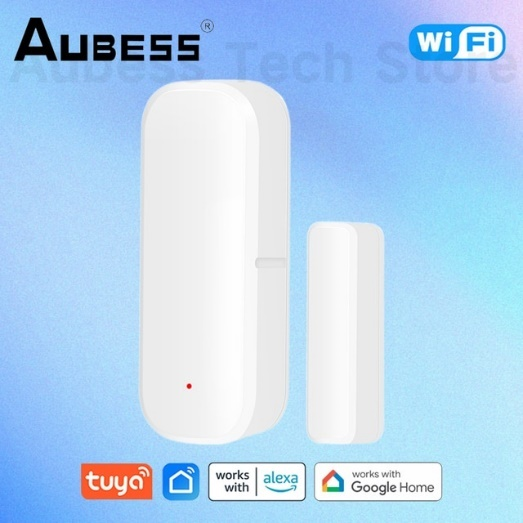 AUBESS®
WiFi
Aubess Tech Store
tuya
works with alexa
works with Google Home